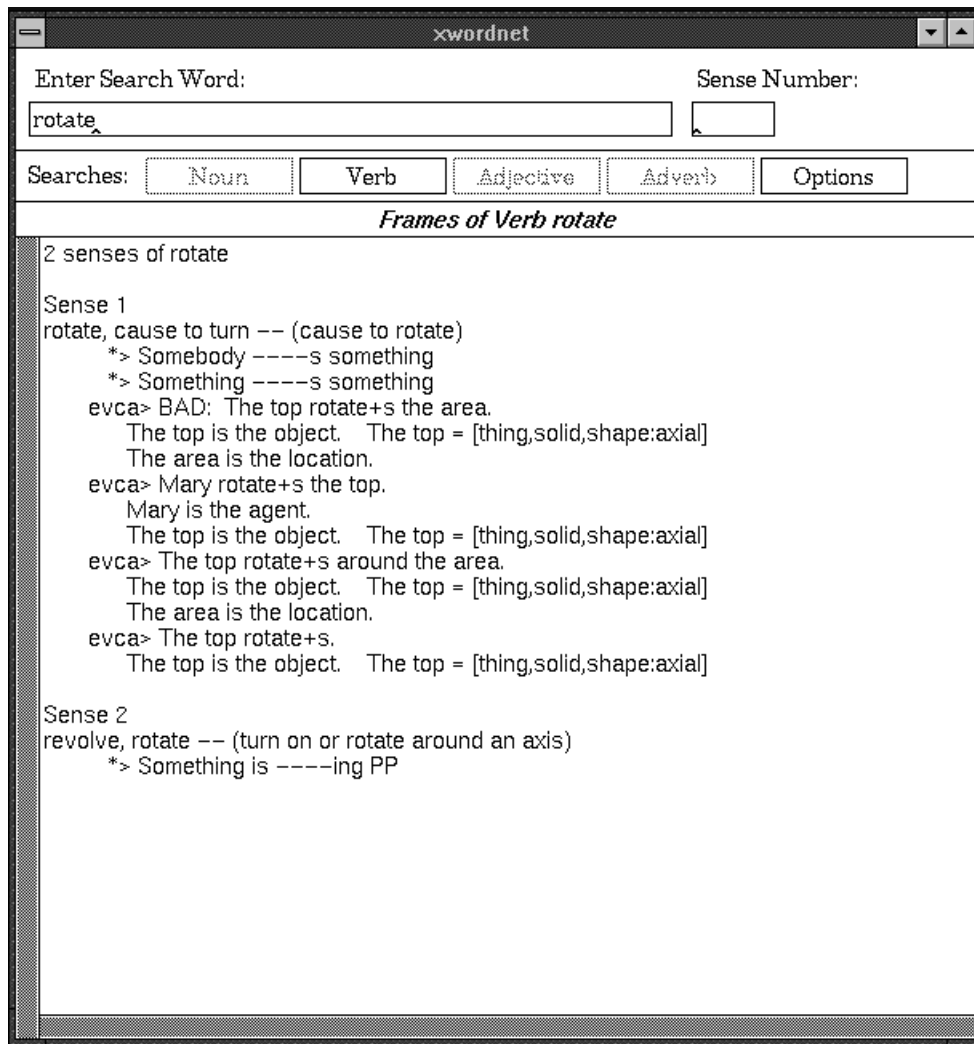 xwordnet
Enter Search Word: Sense Number:
rotate
Searches: Noun Verb Adjective Adverb Options
Frames of Verb rotate
2 senses of rotate
Sense 1
rotate, cause to turn -- (cause to rotate)
*> Somebody ----s something
*> Something ----s something
evca> BAD: The top rotate+s the area.
The top is the object. The top = [thing,solid,shape:axial]
The area is the location.
evca> Mary rotate+s the top.
Mary is the agent.
The top is the object. The top = [thing,solid,shape:axial]
evca> The top rotate+s around the area.
The top is the object. The top = [thing,solid,shape:axial]
The area is the location.
evca> The top rotate+s.
The top is the object. The top = [thing,solid,shape:axial]
Sense 2
revolve, rotate -- (turn on or rotate around an axis)
*> Something is ----ing PP